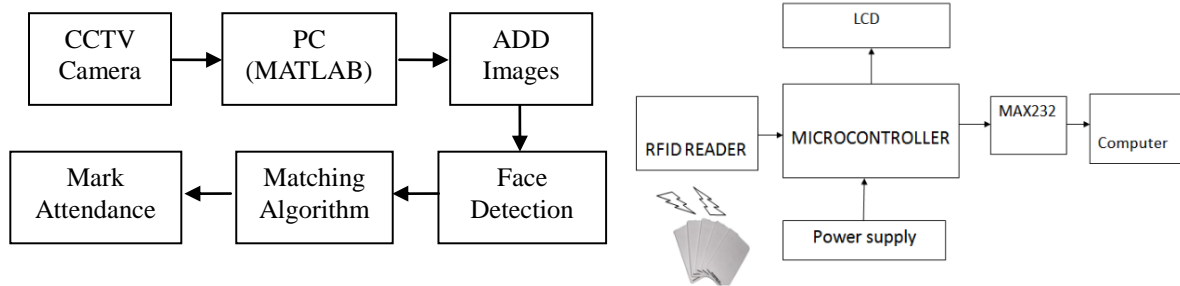 CCTV
Camera
PC
(MATLAB)
ADD
Images
Mark
Attendance
Matching
Algorithm
Face
Detection
LCD
RFID READER
MICROCONTROLLER
MAX232
Computer
Power supply